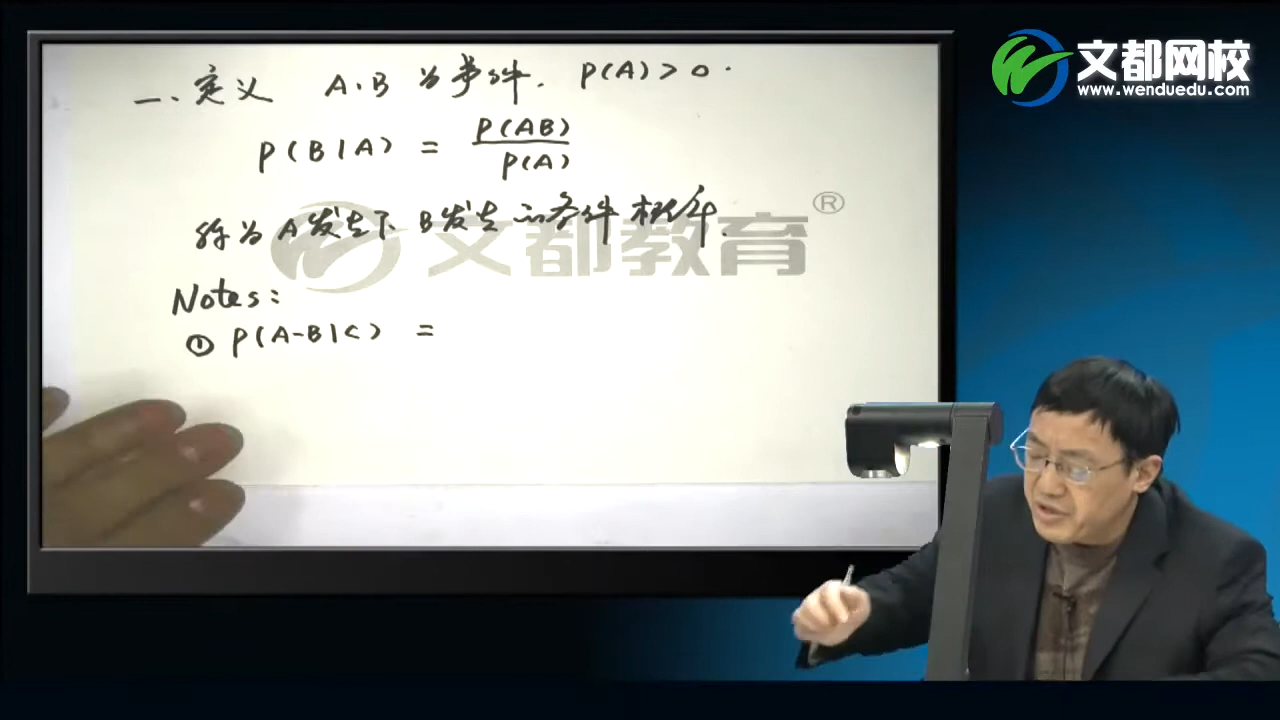 文都网校
www.wenduedu.com
一、定义 A、B 为事件. P(A)>0.
P(B|A) = P(AB)
P(A)
称为 A发生下 B发生的条件概率.
文都教育®
Notes:
① P(A-B|C) =